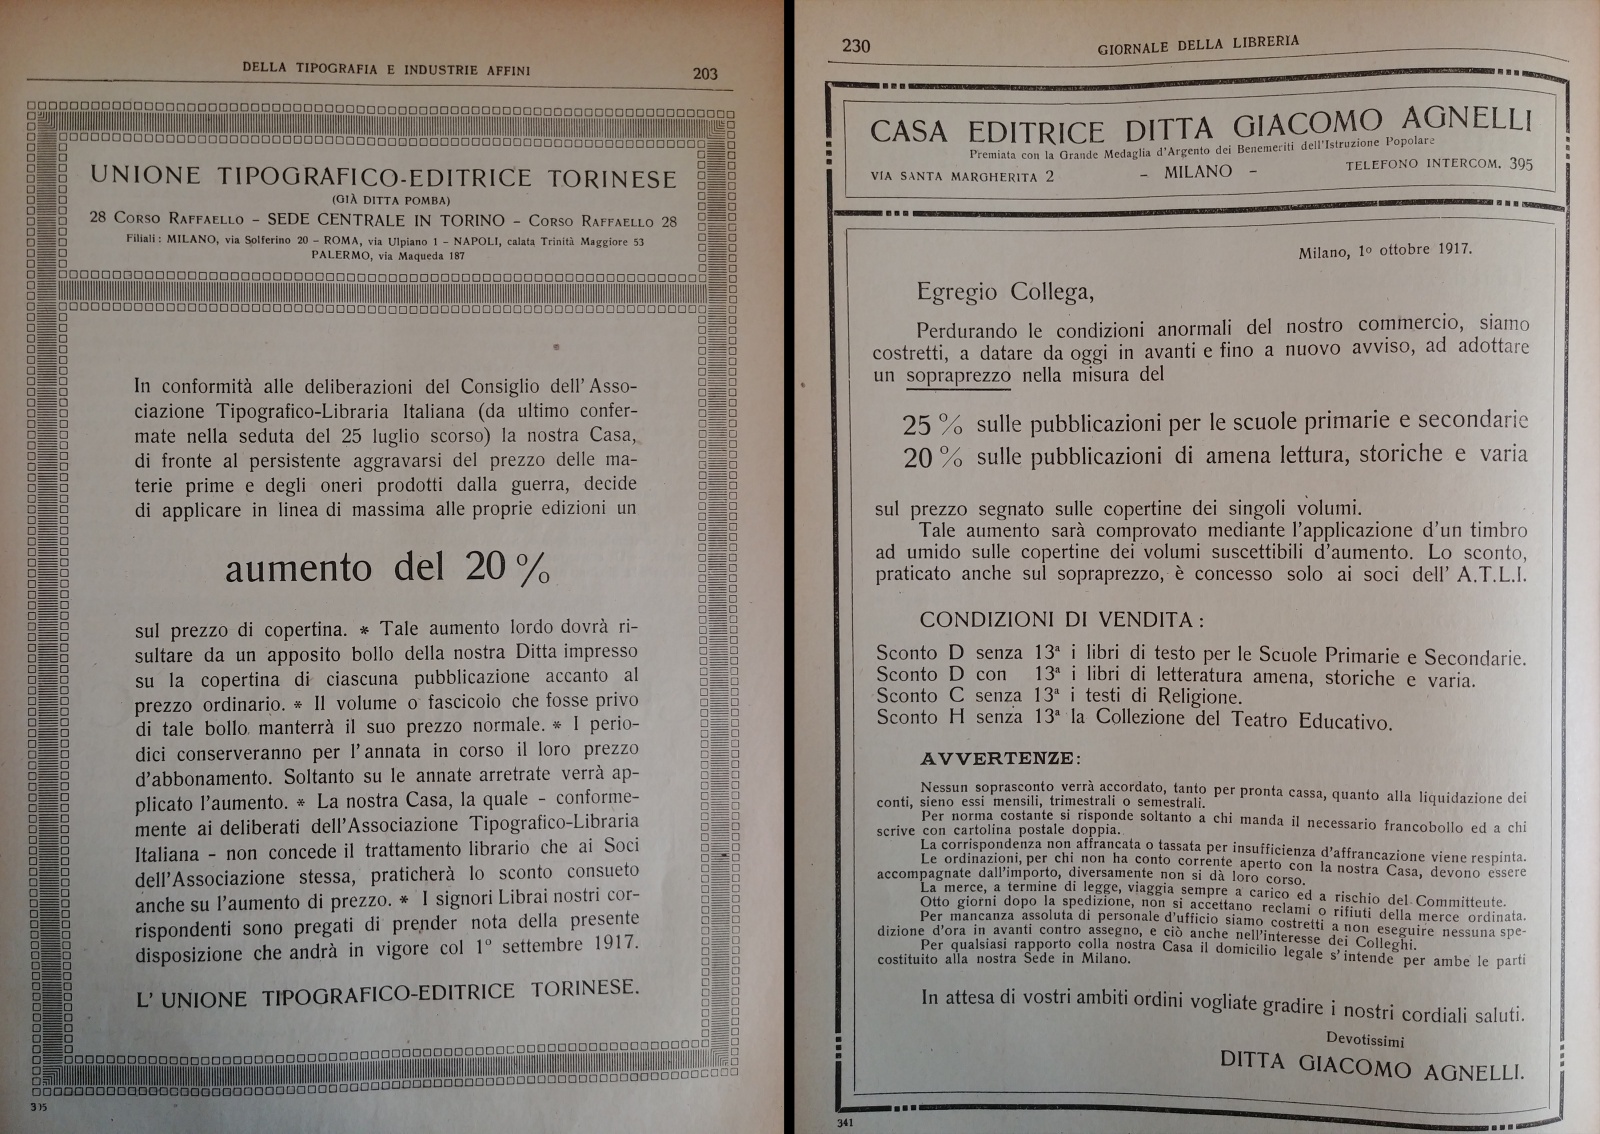 DELLA TIPOGRAFIA E INDUSTRIE AFFINI 203
UNIONE TIPOGRAFICO-EDITRICE TORINESE
(GIÀ DITTA POMBA)
28 CORSO RAFFAELLO – SEDE CENTRALE IN TORINO – CORSO RAFFAELLO 28
Filiali: MILANO, via Solferino 20 – ROMA, via Ulpiano 1 – NAPOLI, calata Trinità Maggiore 53
PALERMO, via Maqueda 187
In conformità alle deliberazioni del Consiglio dell'Asso-
ciazione Tipografico-Libraria Italiana (da ultimo confer-
mate nella seduta del 25 luglio scorso) la nostra Casa,
di fronte al persistente aggravarsi del prezzo delle ma-
terie prime e degli oneri prodotti dalla guerra, decide
di applicare in linea di massima alle proprie edizioni un
aumento del 20 %
sul prezzo di copertina. * Tale aumento lordo dovrà ri-
sultare da un apposito bollo della nostra Ditta impresso
su la copertina di ciascuna pubblicazione accanto al
prezzo ordinario. * Il volume o fascicolo che fosse privo
di tale bollo manterrà il suo prezzo normale. * I perio-
dici conserveranno per l'annata in corso il loro prezzo
d'abbonamento. Soltanto su le annate arretrate verrà ap-
plicato l'aumento. * La nostra Casa, la quale – conforme-
mente ai deliberati dell'Associazione Tipografico-Libraria
Italiana – non concede il trattamento librario che ai Soci
dell'Associazione stessa, praticherà lo sconto consueto
anche su l'aumento di prezzo. * I signori Librai nostri cor-
rispondenti sono pregati di prender nota della presente
disposizione che andrà in vigore col 1° settembre 1917.
L'UNIONE TIPOGRAFICO-EDITRICE TORINESE.
230 GIORNALE DELLA LIBRERIA
CASA EDITRICE DITTA GIACOMO AGNELLI
Premiata con la Grande Medaglia d'Argento dei Benemeriti dell'Istruzione Popolare
VIA SANTA MARGHERITA 2 – MILANO – TELEFONO INTERCOM. 395
Milano, 1º ottobre 1917.
Egregio Collega,
Perdurando le condizioni anormali del nostro commercio, siamo
costretti, a datare da oggi in avanti e fino a nuovo avviso, ad adottare
un sopraprezzo nella misura del
25 % sulle pubblicazioni per le scuole primarie e secondarie
20 % sulle pubblicazioni di amena lettura, storiche e varia
sul prezzo segnato sulle copertine dei singoli volumi.
Tale aumento sarà comprovato mediante l'applicazione d'un timbro
ad umido sulle copertine dei volumi suscettibili d'aumento. Lo sconto,
praticato anche sul sopraprezzo, è concesso solo ai soci dell' A.T.L.I.
CONDIZIONI DI VENDITA:
Sconto D senza 13ª i libri di testo per le Scuole Primarie e Secondarie.
Sconto D con 13ª i libri di letteratura amena, storiche e varia.
Sconto C senza 13ª i testi di Religione.
Sconto H senza 13ª la Collezione del Teatro Educativo.
AVVERTENZE:
Nessun soprasconto verrà accordato, tanto per pronta cassa, quanto alla liquidazione dei
conti, sieno essi mensili, trimestrali o semestrali.
Per norma costante si risponde soltanto a chi manda il necessario francobollo ed a chi
scrive con cartolina postale doppia.
La corrispondenza non affrancata o tassata per insufficienza d'affrancazione viene respinta.
Le ordinazioni, per chi non ha conto corrente aperto con la nostra Casa, devono essere
accompagnate dall'importo, diversamente non si dà loro corso.
La merce, a termine di legge, viaggia sempre a carico ed a rischio del Committeute.
Otto giorni dopo la spedizione, non si accettano reclami o rifiuti della merce ordinata.
Per mancanza assoluta di personale d'ufficio siamo costretti a non eseguire nessuna spe-
dizione d'ora in avanti contro assegno, e ciò anche nell'interesse dei Colleghi.
Per qualsiasi rapporto colla nostra Casa il domicilio legale s'intende per ambe le parti
costituito alla nostra Sede in Milano.
In attesa di vostri ambiti ordini vogliate gradire i nostri cordiali saluti.
Devotissimi
DITTA GIACOMO AGNELLI.
341